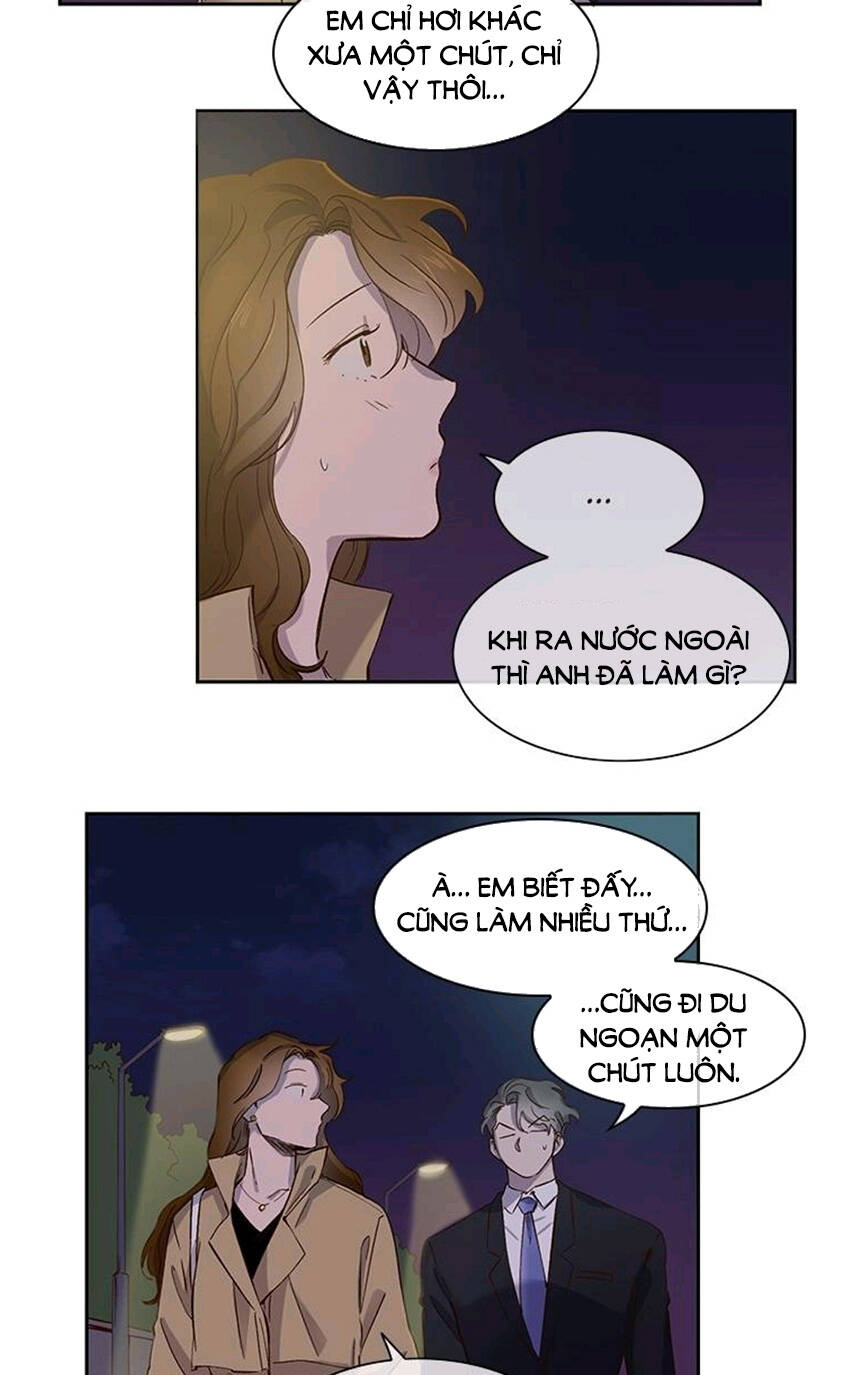 EM CHỈ HƠI KHÁC
XƯA MỘT CHÚT, CHỈ
VẬY THÔI...
...
KHI RA NƯỚC NGOÀI
THÌ ANH ĐÃ LÀM GÌ?
À... EM BIẾT ĐẤY...
CŨNG LÀM NHIỀU THỨ...
...CŨNG ĐI DU
NGOẠN MỘT
CHÚT LUÔN.